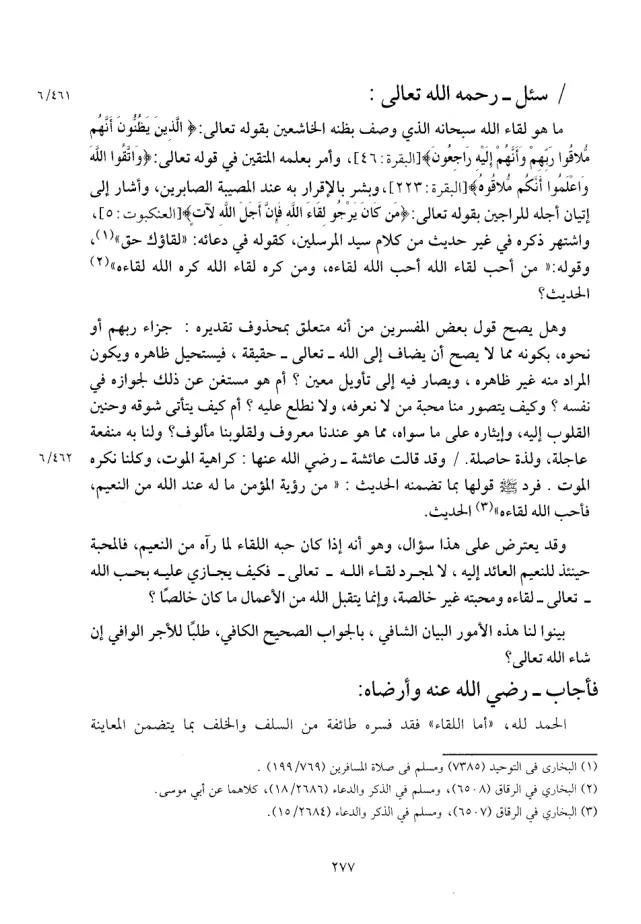 / سئل ــ رحمه الله تعالى :
٦/٤٦١
ما هو لقاء الله سبحانه الذي وصف بظنه الخاشعين بقوله تعالى:﴿ الَّذِينَ يَظُنُّونَ أَنَّهُم
مُّلاقُوا رَبِّهِمْ وَأَنَّهُمْ إِلَيْهِ رَاجِعُونَ﴾[البقرة:٤٦]، وأمر بعلمه المتقين في قوله تعالى:﴿وَاتَّقُوا اللَّهَ
وَاعْلَمُوا أَنَّكُم مُّلاقُوهُ﴾[البقرة:٢٢٣]،وبشر بالإقرار به عند المصيبة الصابرين، وأشار إلى
إتيان أجله للراجين بقوله تعالى:﴿مَن كَانَ يَرْجُو لِقَاءَ اللَّهِ فَإِنَّ أَجَلَ اللَّهِ لآتٍ﴾[العنكبوت:٥]،
واشتهر ذكره في غير حديث من كلام سيد المرسلين، كقوله في دعائه: «لقاؤك حق»(١)،
وقوله:« من أحب لقاء الله أحب الله لقاءه، ومن كره لقاء الله كره الله لقاءه»(٢)
الحديث؟
وهل يصح قول بعض المفسرين من أنه متعلق بمحذوف تقديره : جزاء ربهم أو
نحوه، بكونه مما لا يصح أن يضاف إلى الله ــ تعالى ــ حقيقة ، فيستحيل ظاهره ويكون
المراد منه غير ظاهره ، ويصار فيه إلى تأويل معين ؟ أم هو مستغن عن ذلك لجوازه في
نفسه ؟ وكيف يتصور منا محبة من لا نعرفه، ولا نطلع عليه ؟ أم كيف يتأتى شوقه وحنين
القلوب إليه، وإيثاره على ما سواه، مما هو عندنا معروف ولقلوبنا مألوف؟ ولنا به منفعة
عاجلة، ولذة حاصلة. / وقد قالت عائشة ــ رضي الله عنها : كراهية الموت، وكلنا نكره
٦/٤٦٢
الموت . فرد ﷺ قولها بما تضمنه الحديث : « من رؤية المؤمن ما له عند الله من النعيم،
فأحب الله لقاءه»(٣) الحديث.
وقد يعترض على هذا سؤال، وهو أنه إذا كان حبه اللقاء لما رآه من النعيم، فالمحبة
حينئذ للنعيم العائد إليه ، لا لمجرد لقاء الله ــ تعالى ــ فكيف يجازي عليه بحب الله
ــ تعالى ــ لقاءه ومحبته غير خالصة، وإنما يتقبل الله من الأعمال ما كان خالصًا ؟
بينوا لنا هذه الأمور البيان الشافي ، بالجواب الصحيح الكافي، طلبًا للأجر الوافي إن
شاء الله تعالى؟
فأجاب ــ رضي الله عنه وأرضاه:
الحمد لله، «أما اللقاء» فقد فسره طائفة من السلف والخلف بما يتضمن المعاينة
(١) البخارى فى التوحيد (٧٣٨٥) ومسلم فى صلاة المسافرين (١٩٩/٧٦٩) .
(٢) البخاري في الرقاق (٦٥٠٨)، ومسلم في الذكر والدعاء (١٨/٢٦٨٦)، كلاهما عن أبي موسى.
(٣) البخاري في الرقاق (٦٥٠٧)، ومسلم في الذكر والدعاء (١٥/٢٦٨٤).
٢٧٧